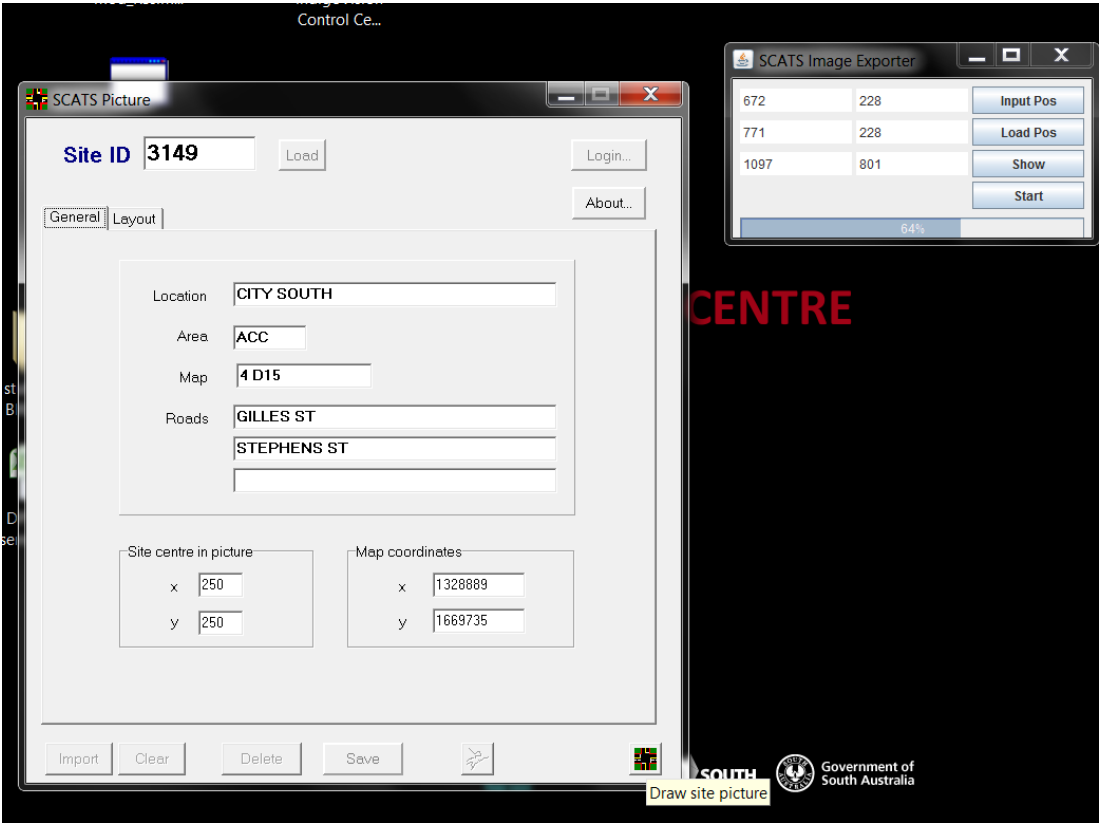 Control Ce...
SCATS Picture
Site ID
3149
Load
Login...
About...
General
Layout
Location
CITY SOUTH
Area
ACC
Map
4 D15
Roads
GILLES ST
STEPHENS ST
Site centre in picture
x
250
y
250
Map coordinates
x
1328889
y
1669735
Import
Clear
Delete
Save
Draw site picture
SCATS Image Exporter
672
228
Input Pos
771
228
Load Pos
1097
801
Show
Start
64%
CENTRE
SOUTH
Government of
South Australia